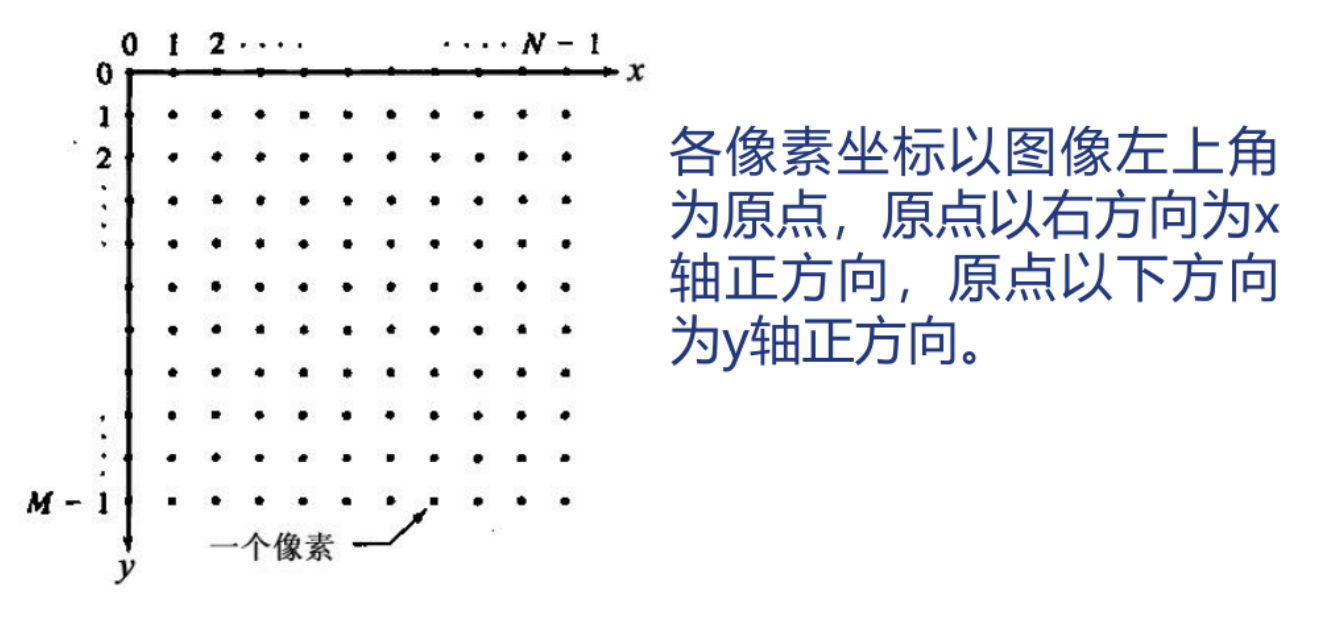 0 1 2 ···· ···· N - 1
0 x
1
2
M - 1
一个像素
y
各像素坐标以图像左上角
为原点，原点以右方向为x
轴正方向，原点以下方向
为y轴正方向。